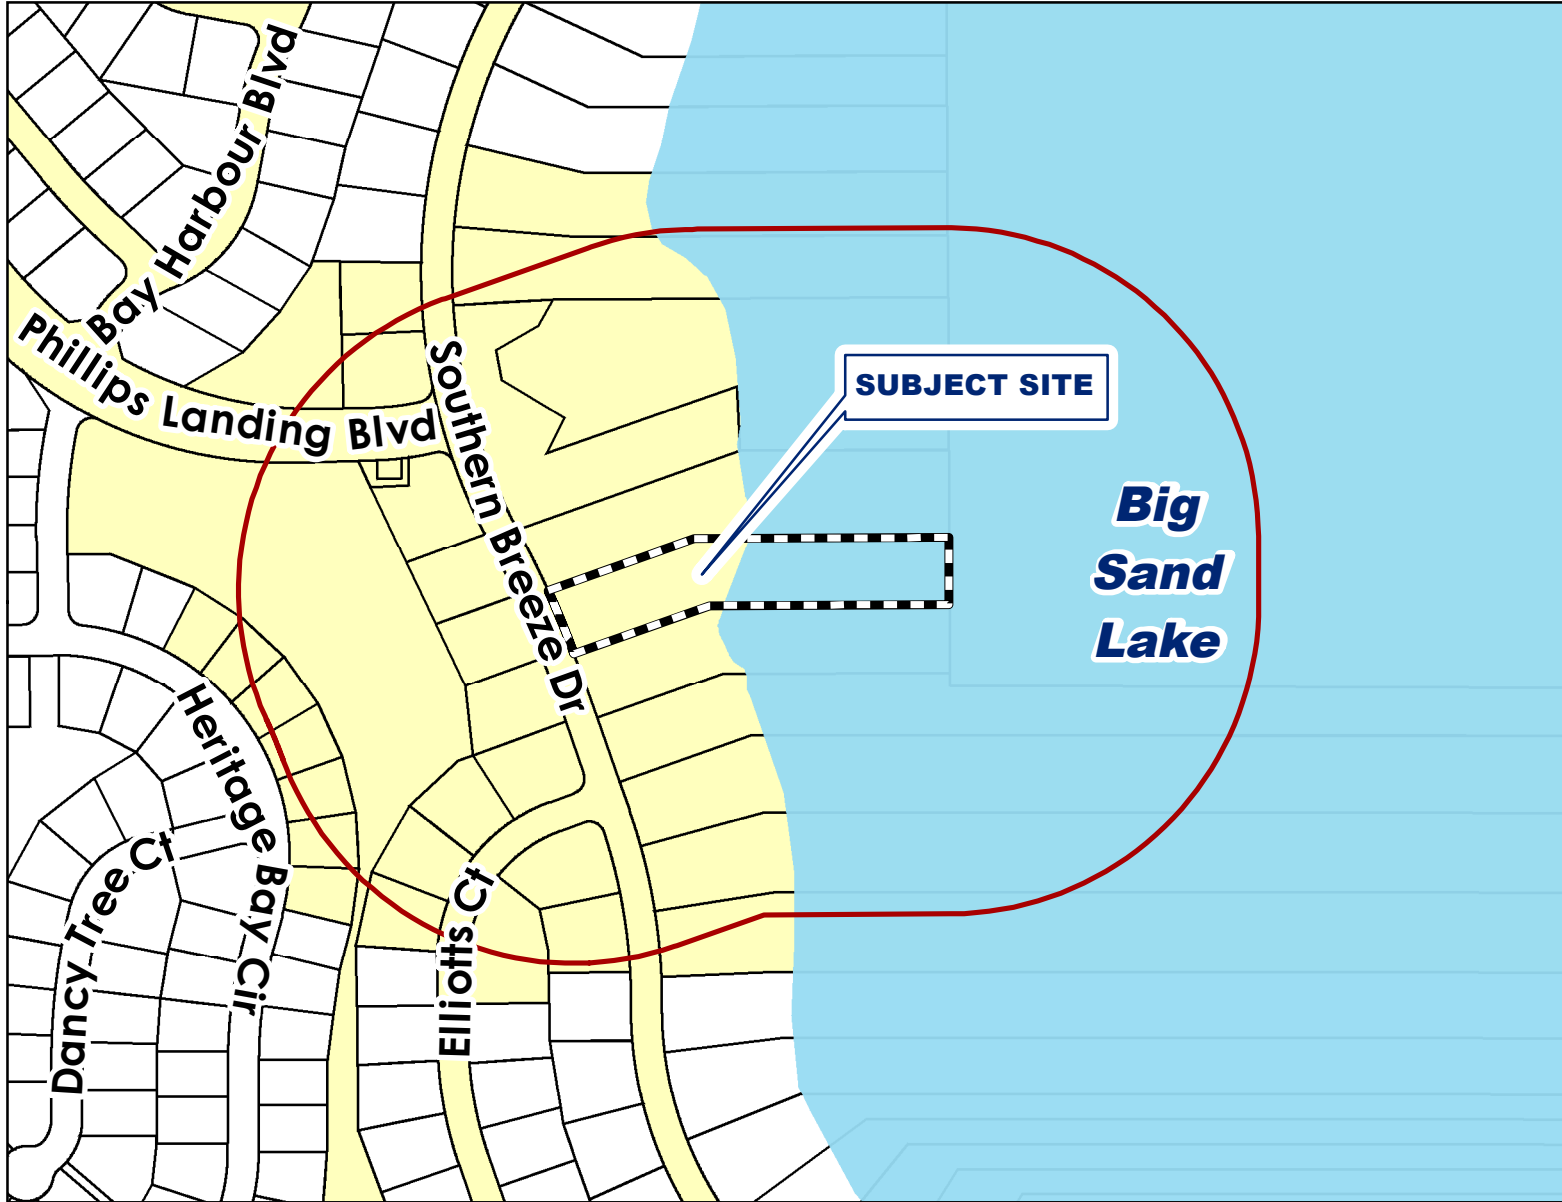 Bay Harbour Blvd
Phillips Landing Blvd
Southern Breeze Dr
SUBJECT SITE
Big
Sand
Lake
Heritage Bay Cir
Dancy Tree Ct
Elliotts Ct